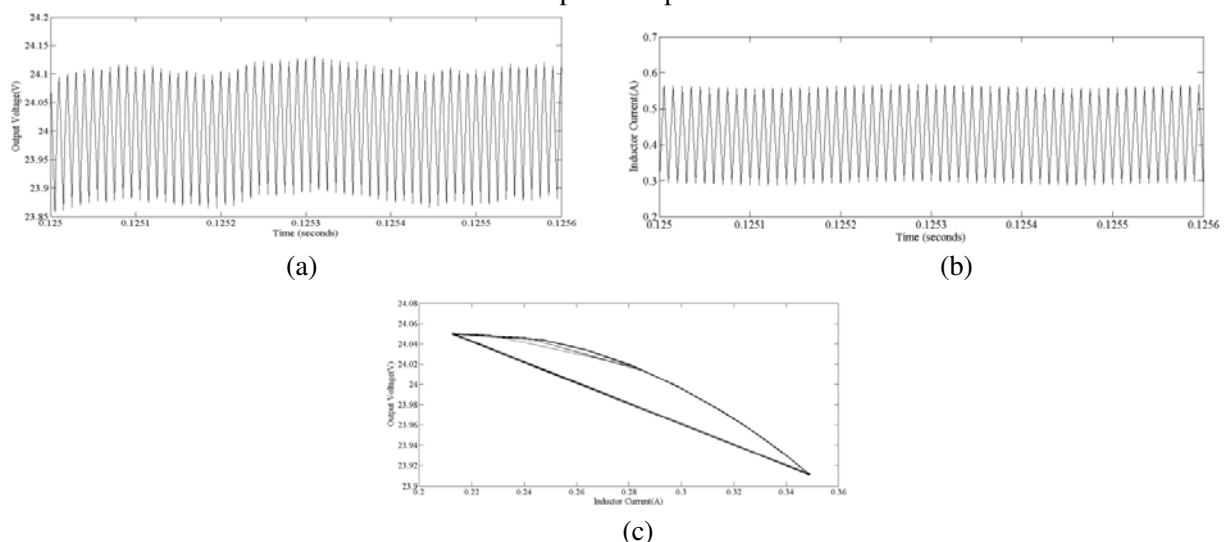 24.2
24.15
24.1
24.05
24
23.95
23.9
23.85
Output Voltage(V)
0.125 0.1251 0.1252 0.1253 0.1254 0.1255 0.1256
Time (seconds)
(a)
0.7
0.6
0.5
0.4
0.3
0.2
Inductor Current(A)
0.125 0.1251 0.1252 0.1253 0.1254 0.1255 0.1256
Time (seconds)
(b)
24.08
24.06
24.04
24.02
24
23.98
23.96
23.94
23.92
23.9
Output Voltage(V)
0.2 0.22 0.24 0.26 0.28 0.3 0.32 0.34 0.36
Inductor Current(A)
(c)